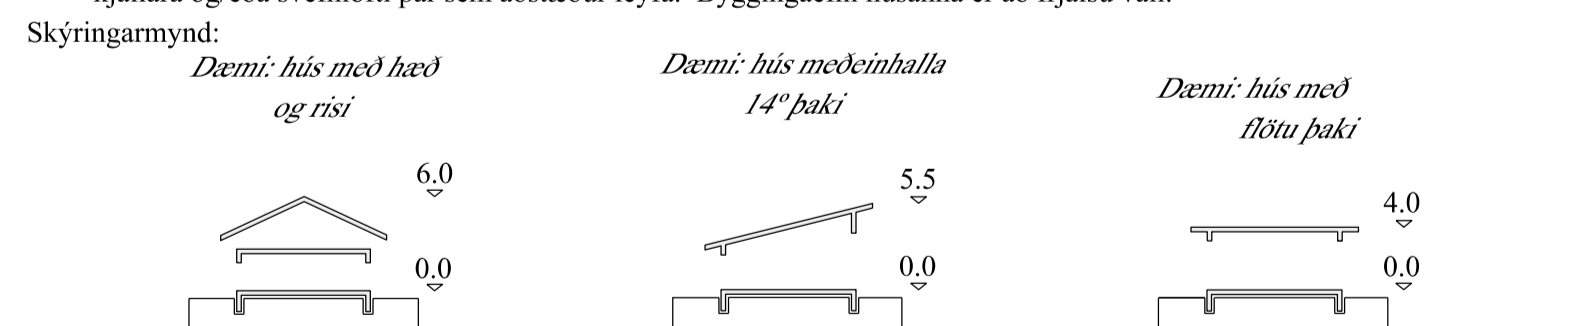 Skýringarmynd:
Dæmi: hús með hæð
og risi
Dæmi: hús meðeinhalla
14º þaki
Dæmi: hús með
flötu þaki
6.0
0.0
5.5
0.0
4.0
0.0